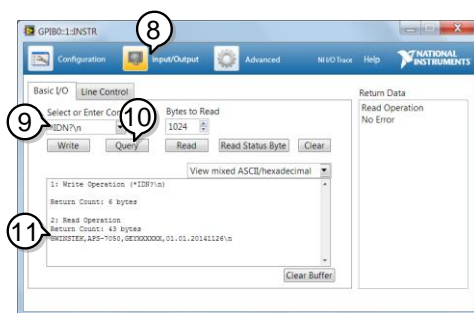 GPIB0::1::INSTR
8
Configuration
Input/Output
Advanced
NI I/O Trace
Help
NATIONAL INSTRUMENTS
Basic I/O
Line Control
Return Data
9
10
Select or Enter
Bytes to Read
Read Operation
No Error
*IDN?\n
1024
Write
Query
Read
Read Status Byte
Clear
View mixed ASCII/hexadecimal
1: Write Operation (*IDN?\n)
Return Count: 6 bytes
2: Read Operation
11
Return Count: 43 bytes
GWINSTEK,APS-7050,GEYXXXXXX,01.01.20141126\n
Clear Buffer